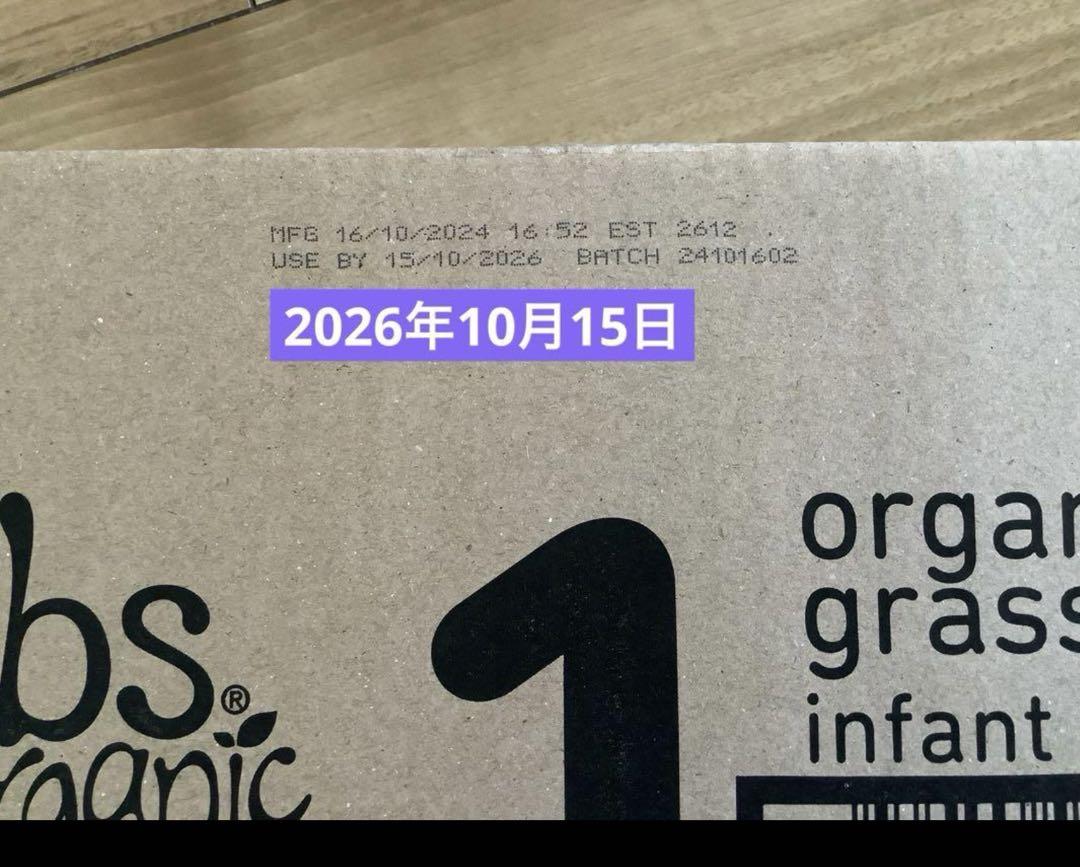 MFG 16/10/2024 16:52 EST 2612
USE BY 15/10/2026 BATCH 24101602
2026年10月15日
bs®
organic
1
organ
grass
infant